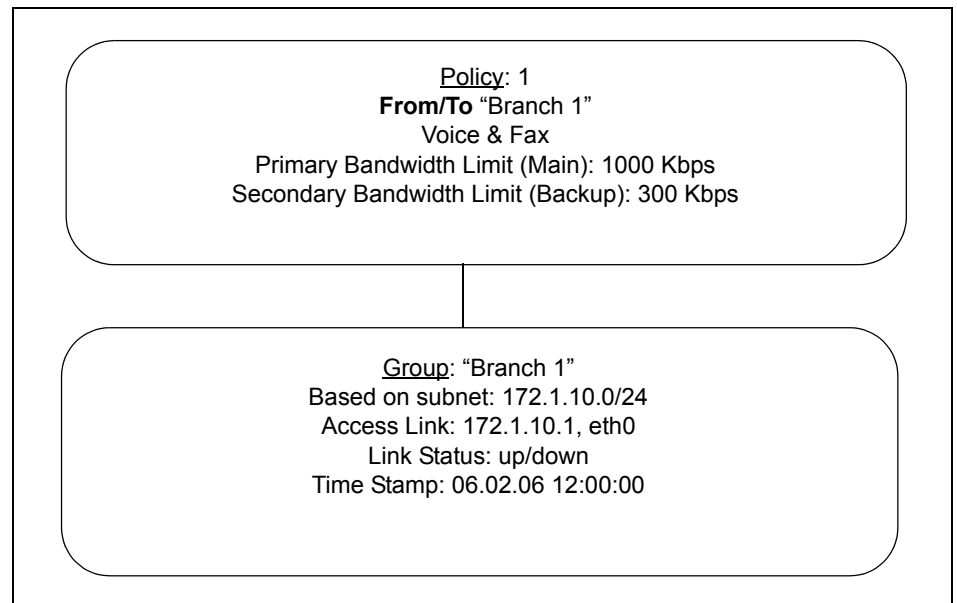 Policy: 1
From/To “Branch 1”
Voice & Fax
Primary Bandwidth Limit (Main): 1000 Kbps
Secondary Bandwidth Limit (Backup): 300 Kbps
Group: “Branch 1”
Based on subnet: 172.1.10.0/24
Access Link: 172.1.10.1, eth0
Link Status: up/down
Time Stamp: 06.02.06 12:00:00